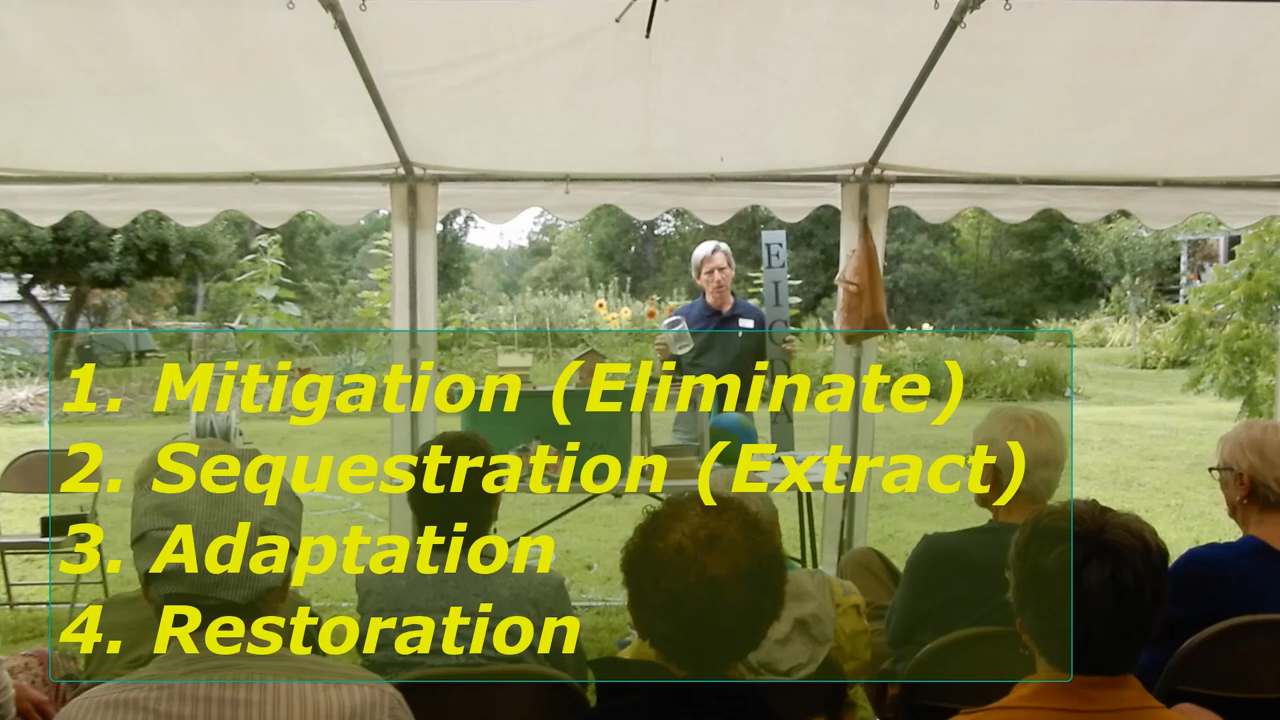 E
I
1. Mitigation (Eliminate)
2. Sequestration (Extract)
3. Adaptation
4. Restoration